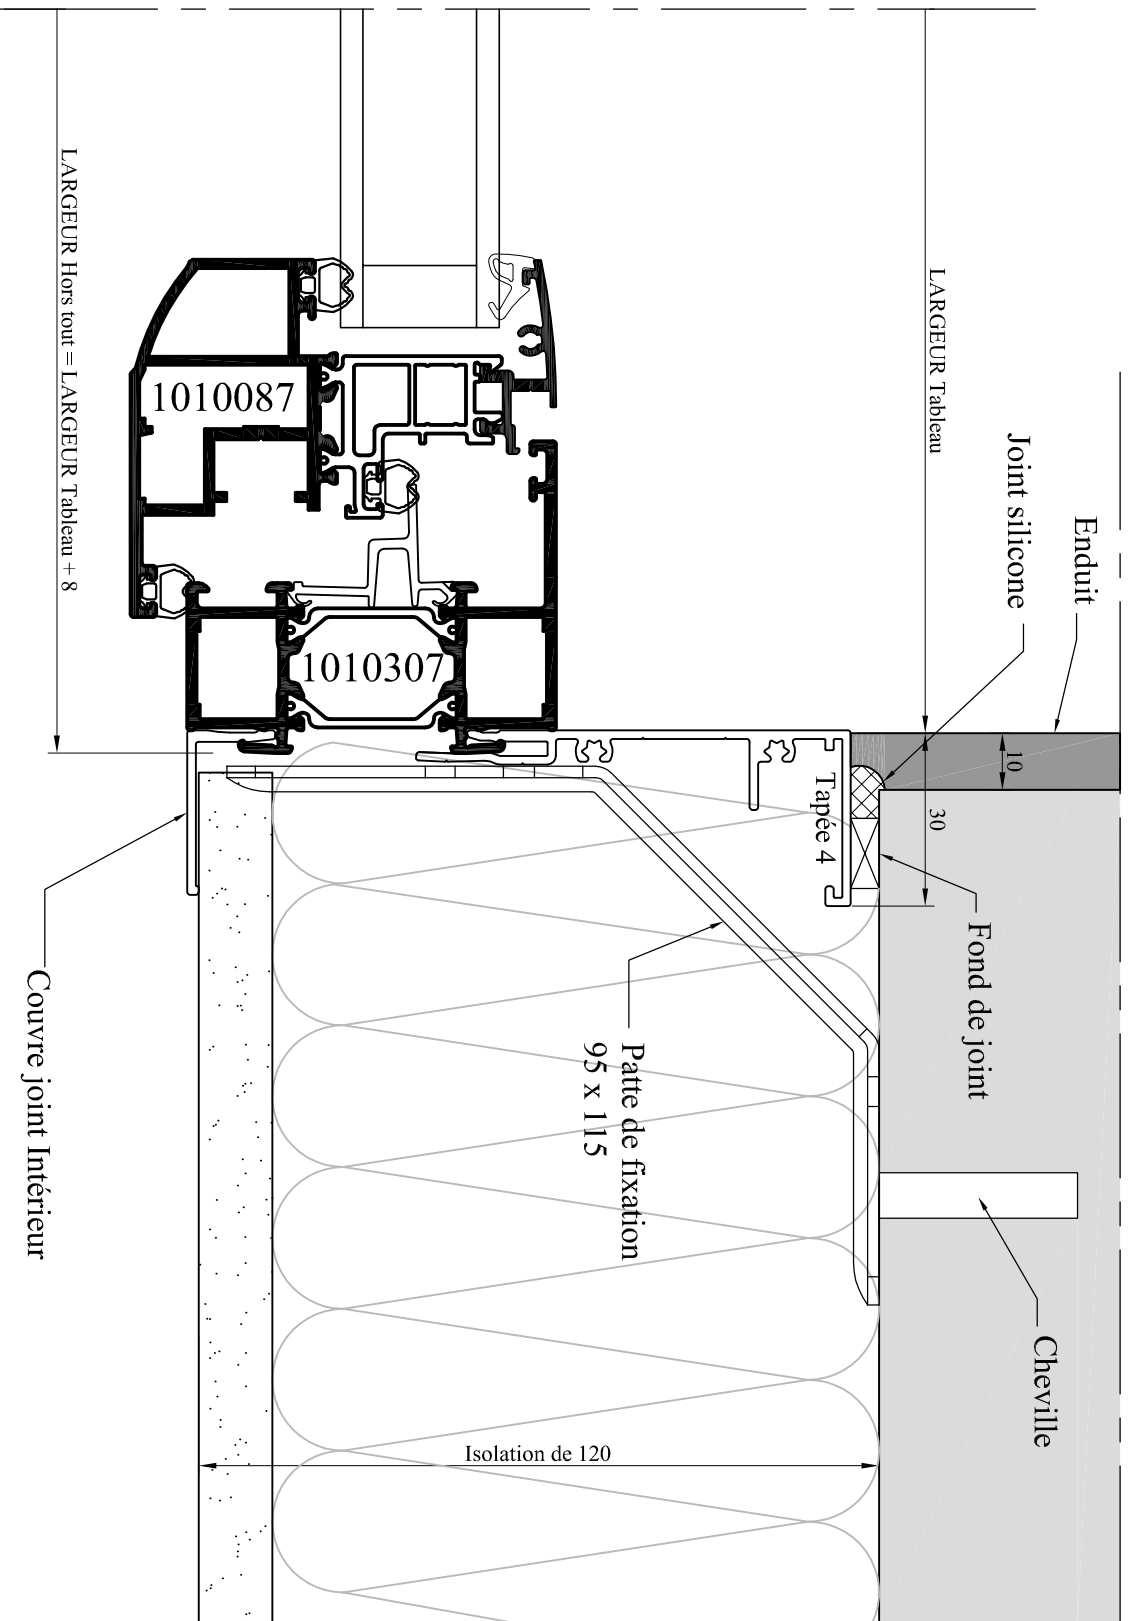 LARGEUR Hors tout = LARGEUR Tableau + 8
LARGEUR Tableau
Joint silicone
Enduit
1010087
1010307
10
30
Tapée 4
Fond de joint
Patte de fixation
95 x 115
Couvre joint Intérieur
Cheville
Isolation de 120